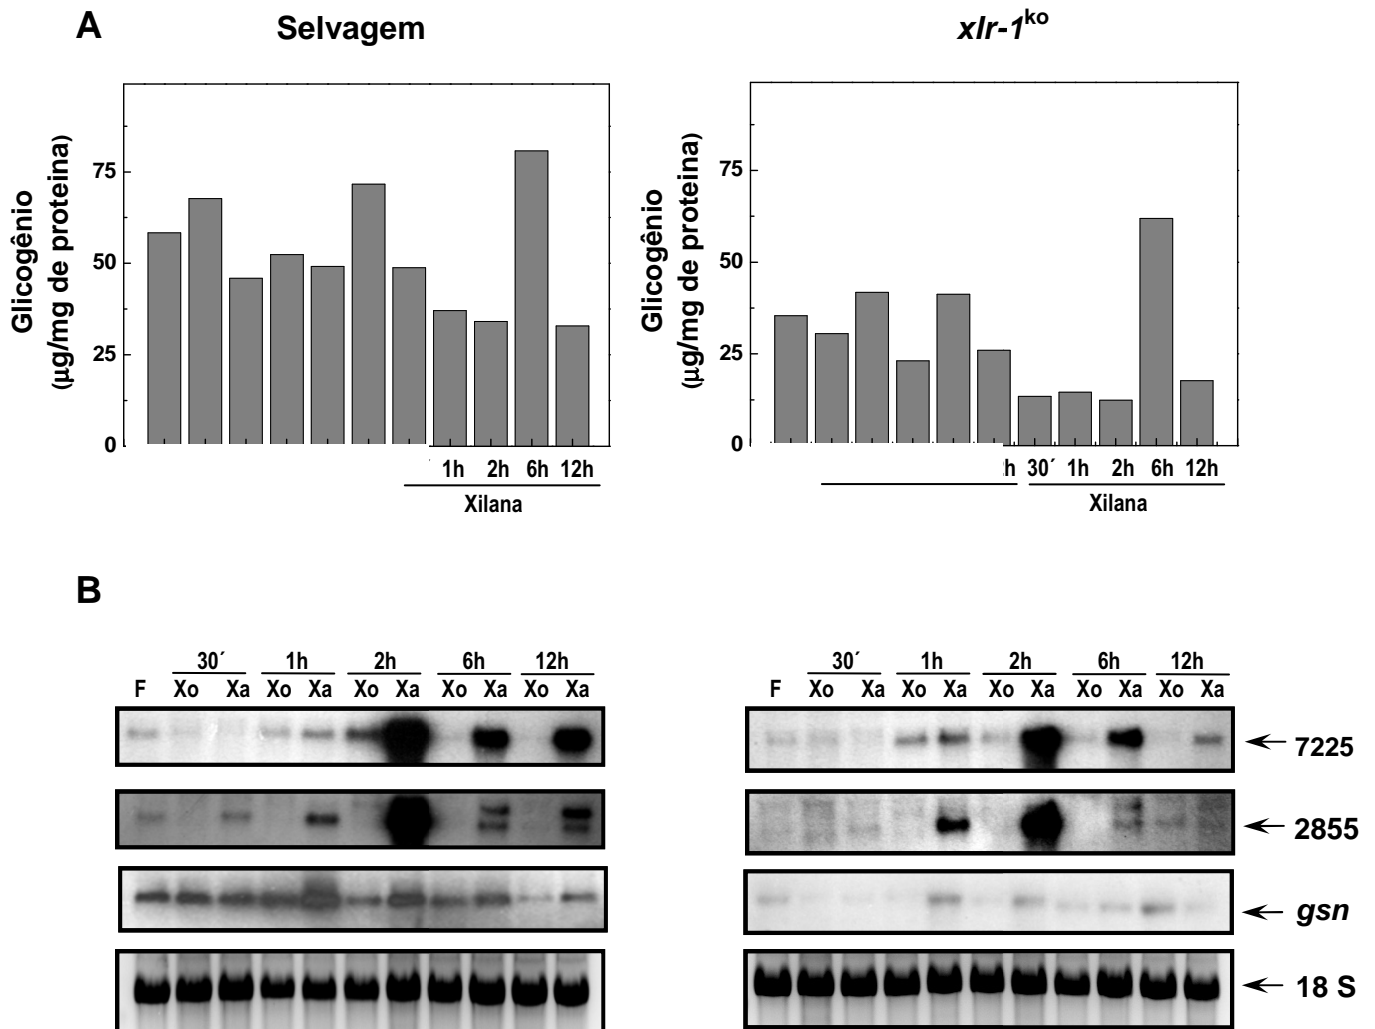 A
Selvagem
xlr-1ko
Glicogênio
(µg/mg de proteina)
75
50
25
0
1h 2h 6h 12h
Xilana
Glicogênio
(µg/mg de proteina)
75
50
25
0
30´ 1h 2h 6h 12h
Xilana
B
30´ 1h 2h 6h 12h
F Xo Xa Xo Xa Xo Xa Xo Xa Xo Xa
30´ 1h 2h 6h 12h
F Xo Xa Xo Xa Xo Xa Xo Xa Xo Xa
7225
2855
gsn
18 S